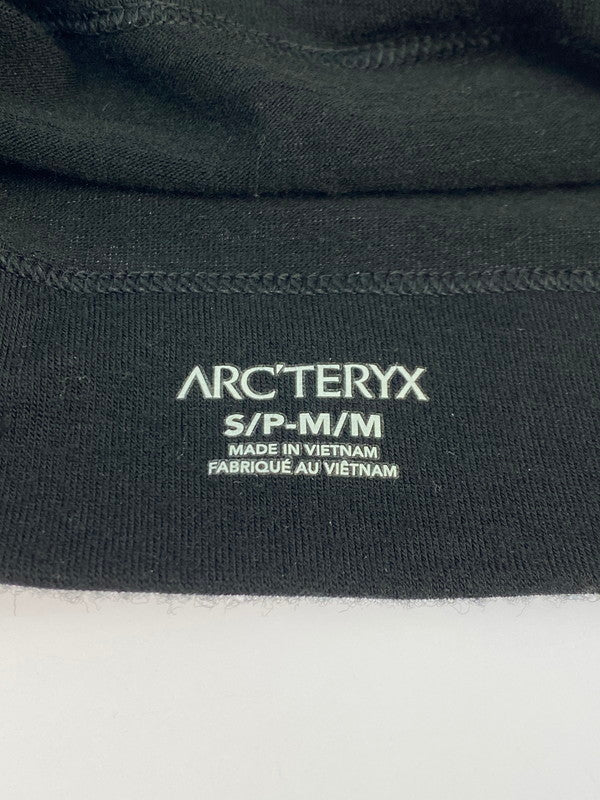 ARC'TERYX
S/P-M/M
MADE IN VIETNAM
FABRIQUÉ AU VIÊTNAM